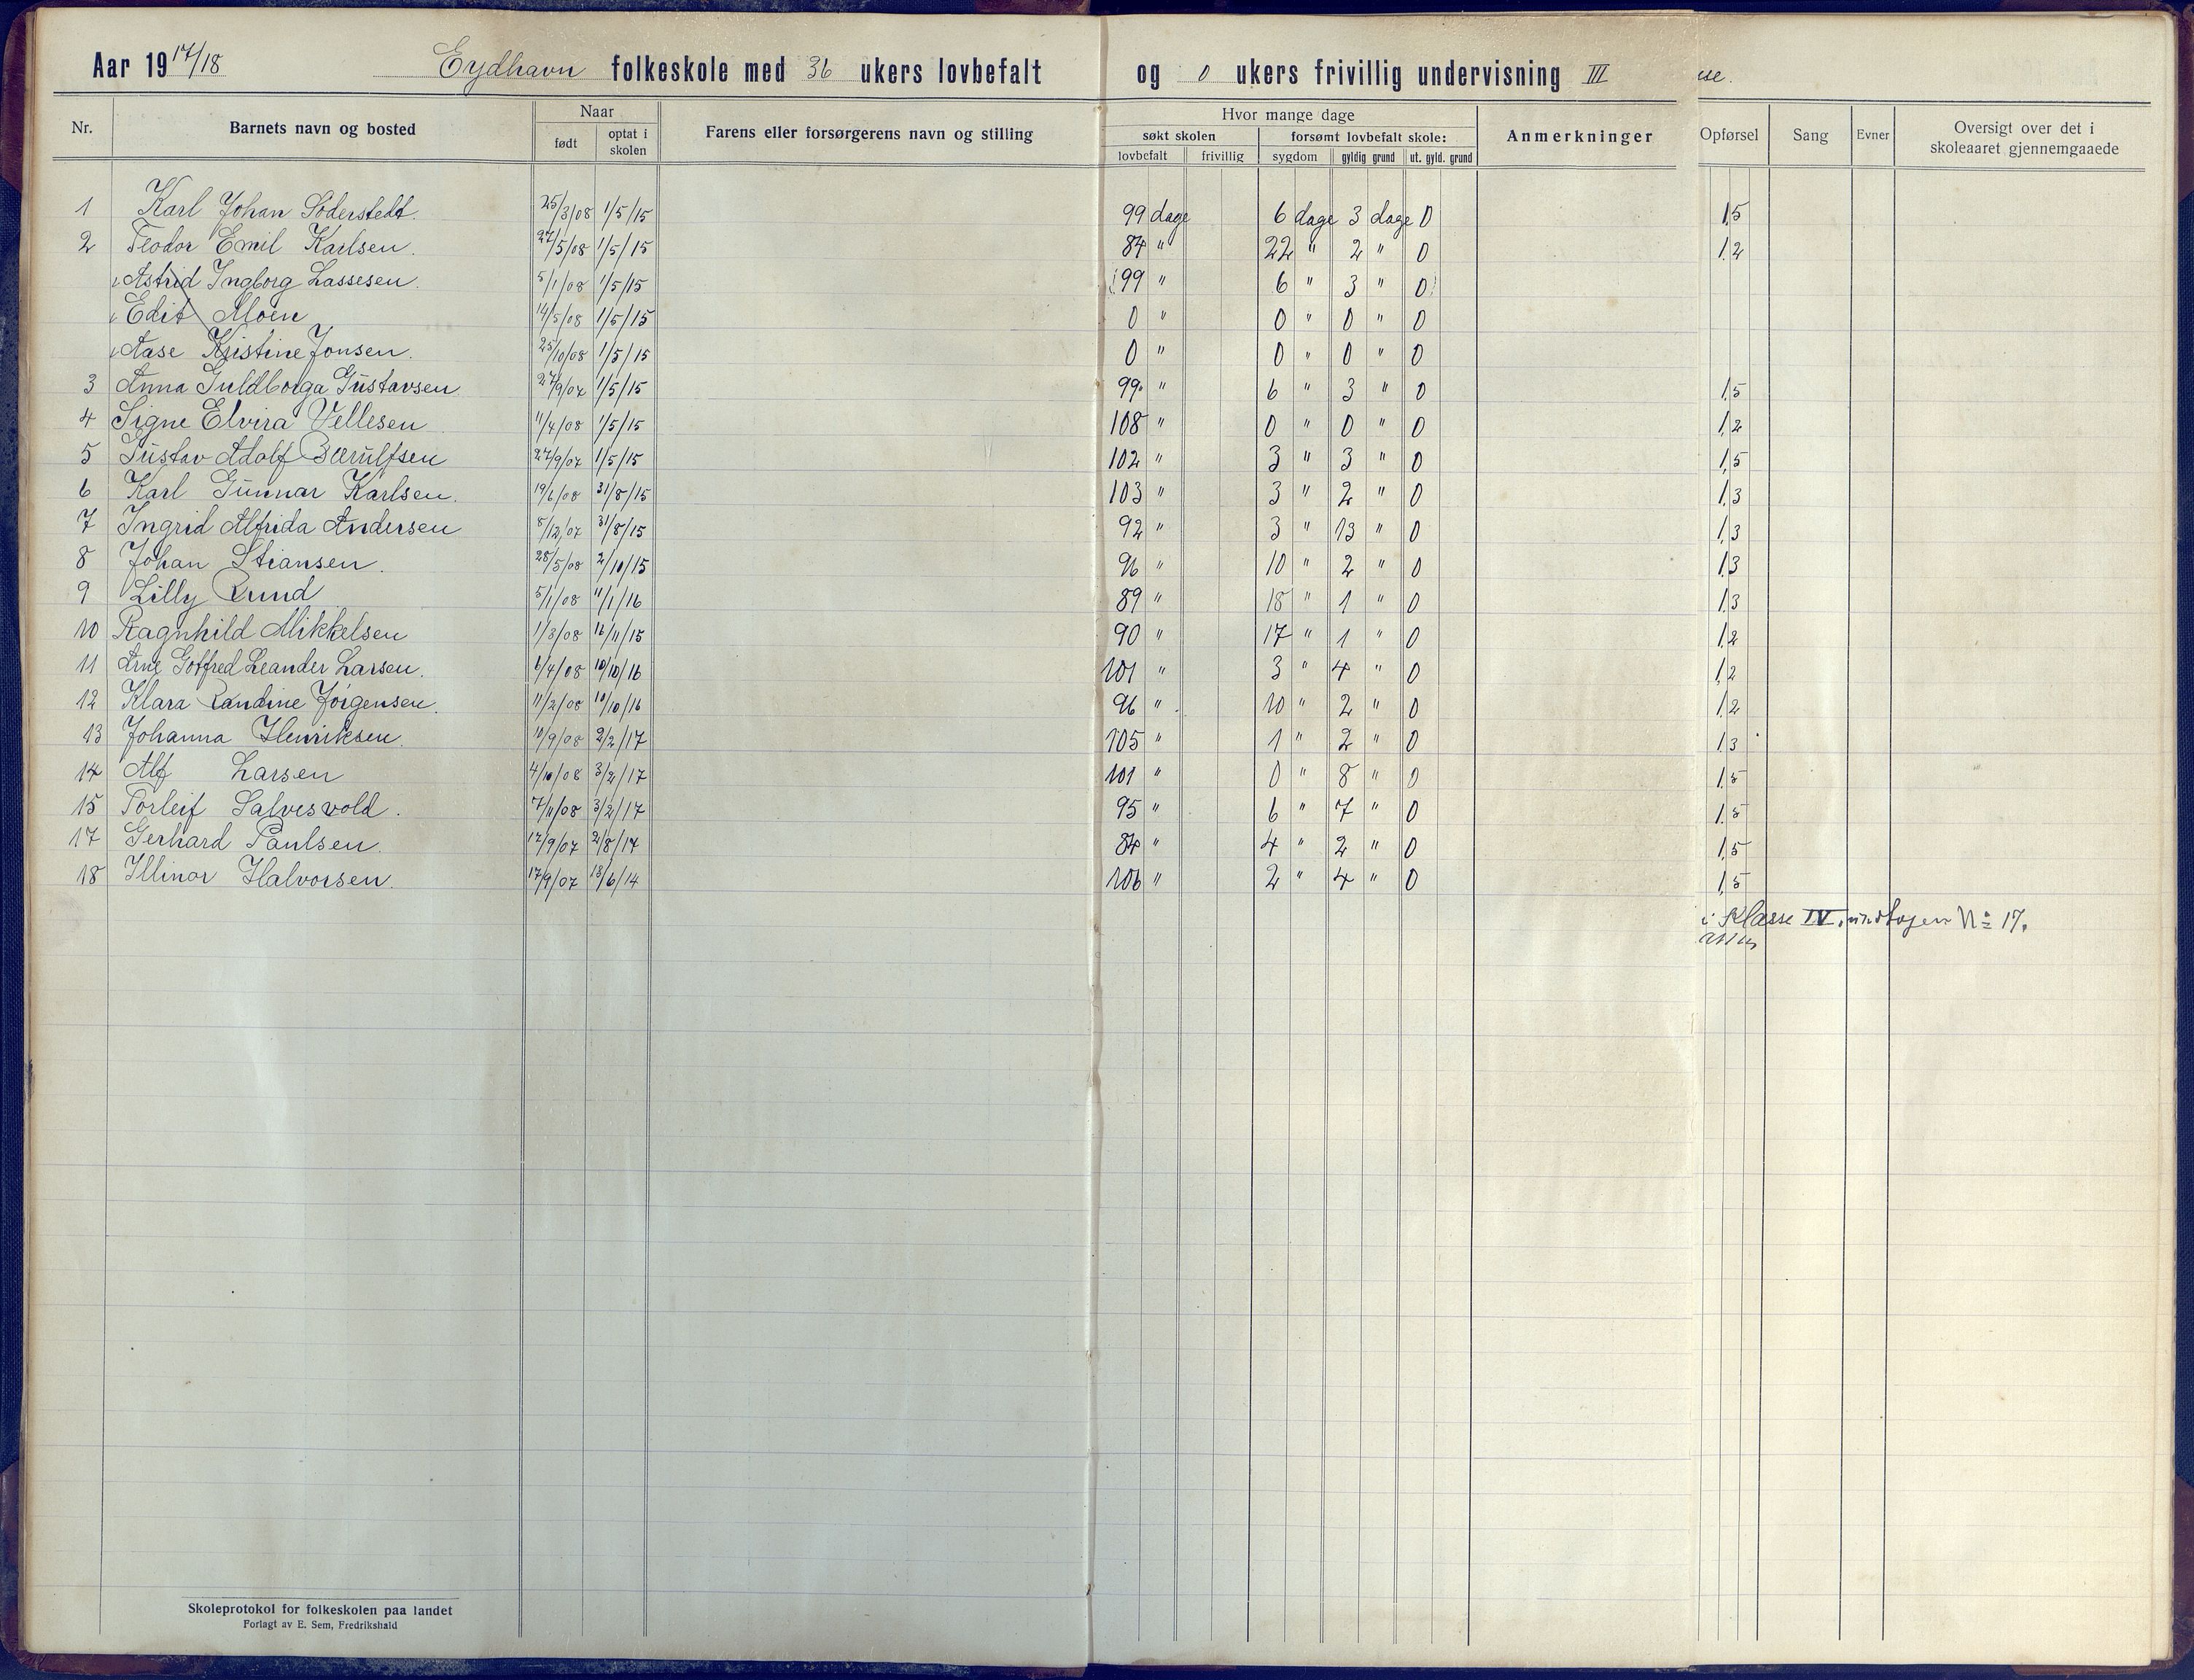 Aar 19 17/18 Eydhavn folkeskole med 36 ukers lovbefalt og 0 ukers frivillig undervisning III
Nr. Barnets navn og bosted Naar født optat i skolen Farens eller forsørgerens navn og stilling Hvor mange dage søkt skolen lovbefalt frivillig forsømt lovbefalt skole: sygdom gyldig grund ut. gyld. grund Anmerkninger Opførsel Sang Evner Oversigt over det i skoleaaret gjennemgaaede
1 Karl Johan Söderstedt. 25/3/08 1/5/15 99 dage 6 dage 3 dage 0 1,5
2 Teodor Emil Karlsen. 27/5/08 1/5/15 84 " 22 " 2 " 0 1,2
Astrid Ingborg Lassesen. 5/1/08 1/5/15 (99 " 6 " 3 " 0)
Edit Moen 14/5/08 1/5/15 0 " 0 " 0 " 0
Aase Kristine Jonsen. 25/10/08 1/5/15 0 " 0 " 0 " 0
3 Anna Guldborga Gustavsen 27/9/07 1/5/15 99 " 6 " 3 " 0 1,5
4 Signe Elvira Vellesen 11/4/08 1/5/15 108 " 0 " 0 " 0 1,2
5 Gustav Adolf Bærulfsen 27/9/07 1/5/15 102 " 3 " 3 " 0 1,5
6 Karl Gunnar Karlsen. 19/6/08 31/8/15 103 " 3 " 2 " 0 1,3
7 Ingrid Alfrida Andersen 8/12/07 31/8/15 92 " 3 " 13 " 0 1,3
8 Johan Stiansen. 28/5/08 2/10/15 96 " 10 " 2 " 0 1,3
9 Lilly Lund 5/1/08 11/1/16 89 " 18 " 1 " 0 1,3
10 Ragnhild Mikkelsen 1/3/08 16/11/15 90 " 17 " 1 " 0 1,2
11 Arne Gotfred Leander Larsen. 6/4/08 10/10/16 101 " 3 " 4 " 0 1,2
12 Klara Randine Jørgensen. 11/2/08 10/10/16 96 " 10 " 2 " 0 1,2
13 Johanna Henriksen. 10/9/08 2/2/17 105 " 1 " 2 " 0 1,3
14 Alf Larsen 4/10/08 3/2/17 101 " 0 " 8 " 0 1,5
15 Torleif Salvesvold. 7/11/08 3/2/17 95 " 6 " 7 " 0 1,5
17 Gerhard Paulsen. 12/9/07 2/8/17 84 " 4 " 2 " 0 1,5
18 Illinor Halvorsen. 17/9/07 18/6/14 106 " 2 " 4 " 0 1,5
i Klasse IV, undtagen No 17.
Skoleprotokol for folkeskolen paa landet
Forlagt av E. Sem, Fredrikshald